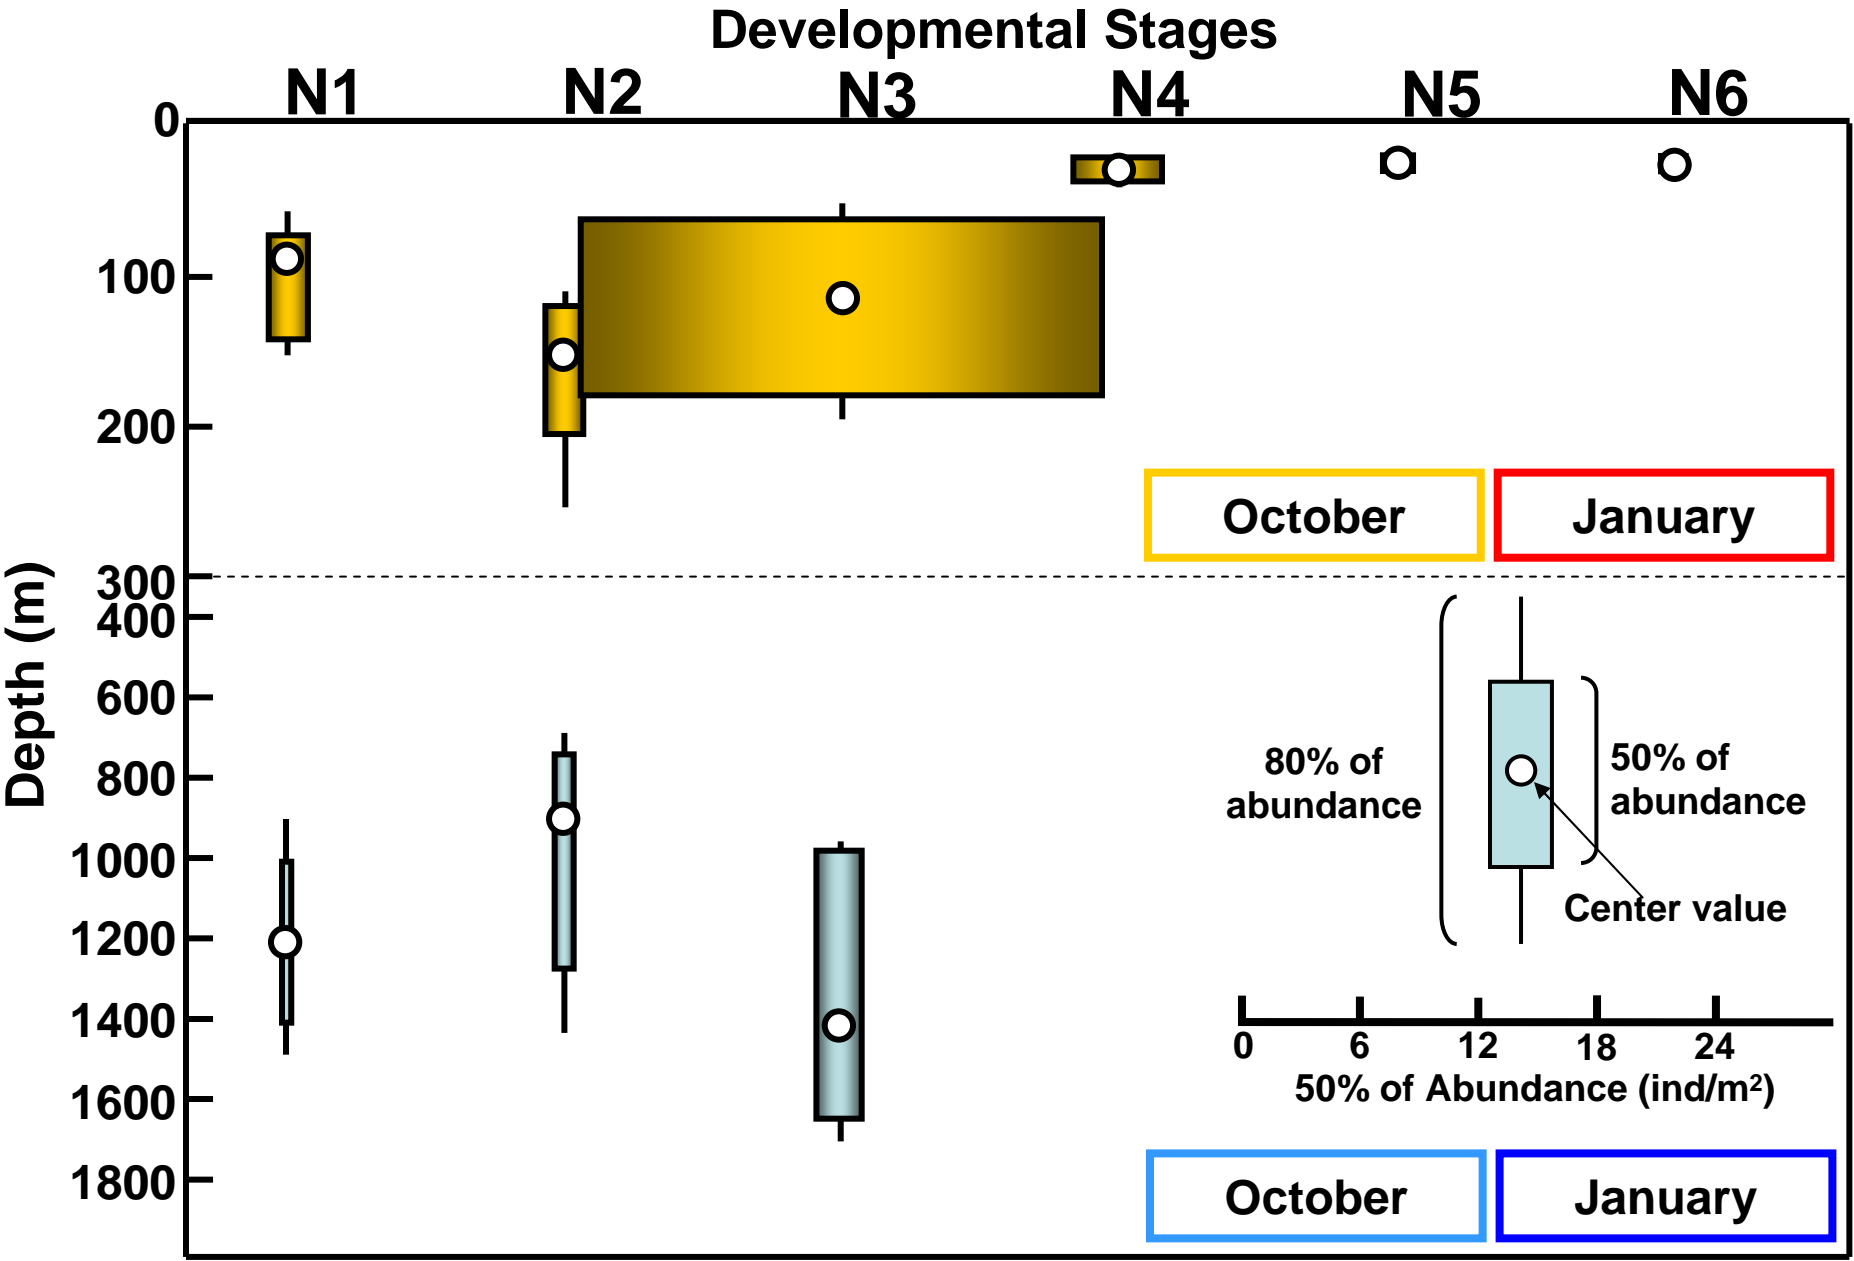 Developmental Stages
N1 N2 N3 N4 N5 N6
0
100
200
300
400
600
800
1000
1200
1400
1600
1800
Depth (m)
October January
80% of
abundance
50% of
abundance
Center value
0 6 12 18 24
50% of Abundance (ind/m²)
October January